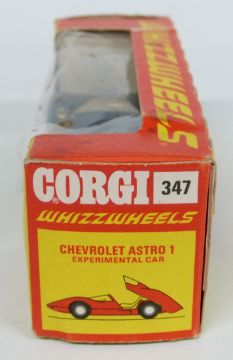 WHIZZWHEELS
CORGI 347
®
WHIZZWHEELS
CHEVROLET ASTRO 1
EXPERIMENTAL CAR